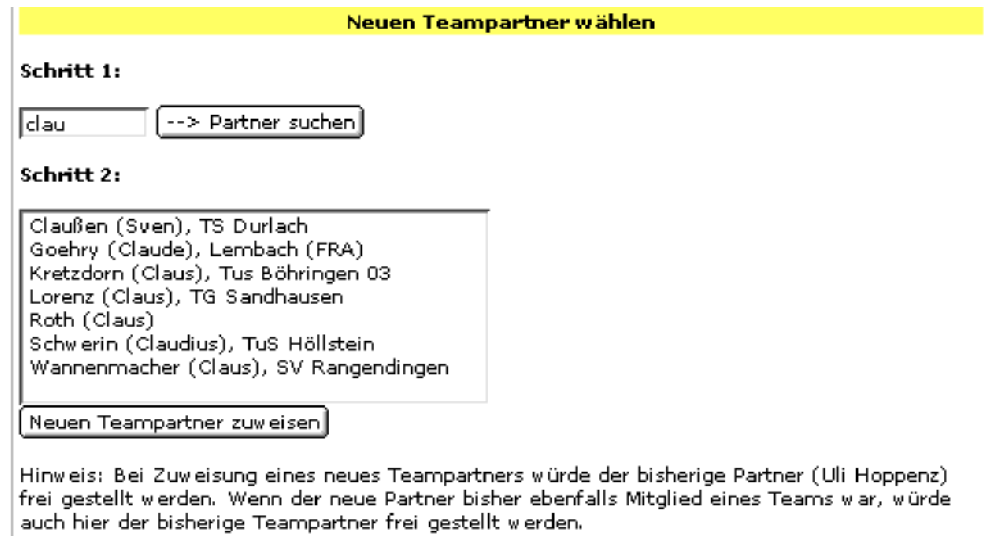 Neuen Teampartner wählen
Schritt 1:
clau --> Partner suchen
Schritt 2:
Claußen (Sven), TS Durlach
Goehry (Claude), Lembach (FRA)
Kretzdorn (Claus), Tus Böhringen 03
Lorenz (Claus), TG Sandhausen
Roth (Claus)
Schwerin (Claudius), TuS Höllstein
Wannenmacher (Claus), SV Rangendingen
Neuen Teampartner zuweisen
Hinweis: Bei Zuweisung eines neues Teampartners würde der bisherige Partner (Uli Hoppenz)
frei gestellt werden. Wenn der neue Partner bisher ebenfalls Mitglied eines Teams war, würde
auch hier der bisherige Teampartner frei gestellt werden.